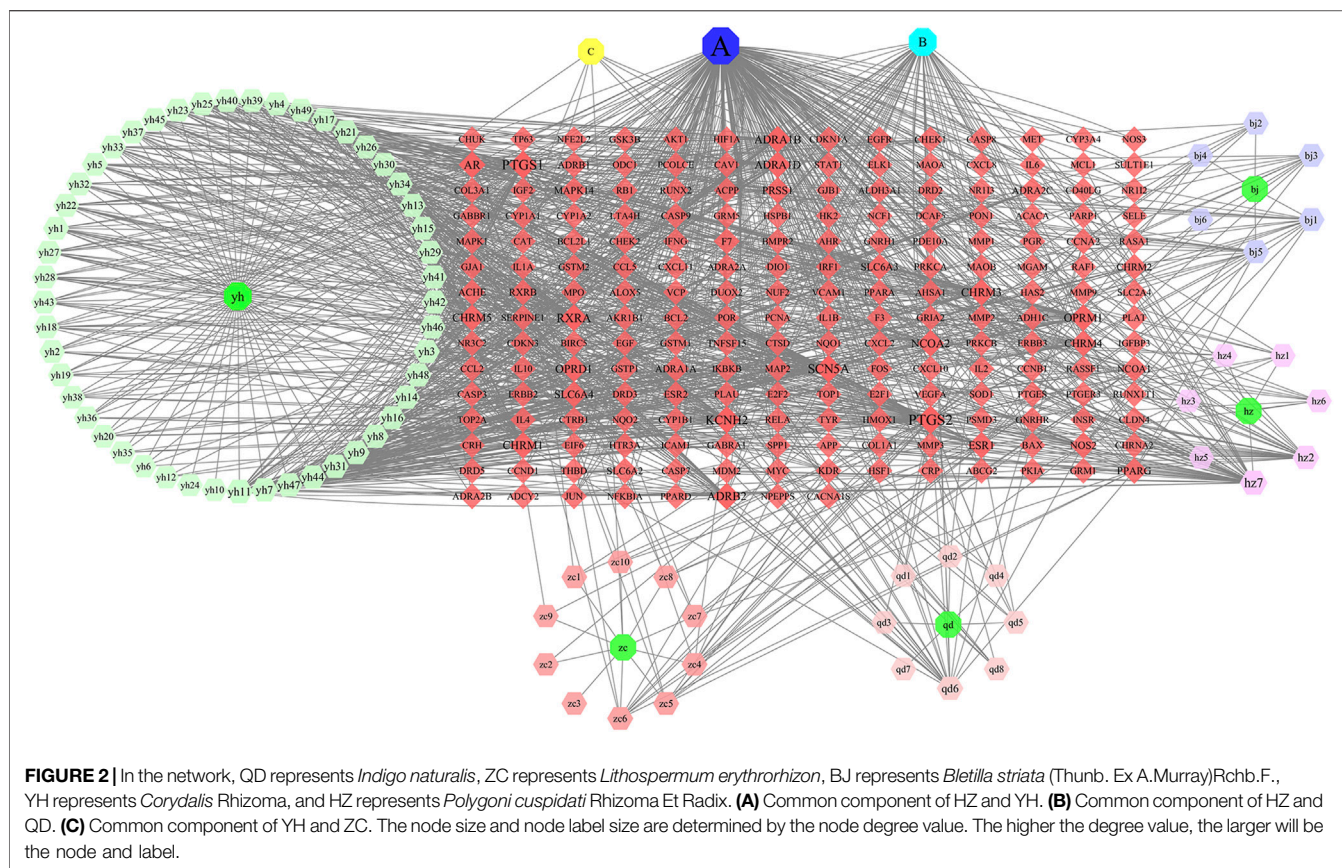 C
A
B
yh
yh40
yh39
yh25
yh4
yh23
yh49
yh45
yh17
yh37
yh21
yh33
yh26
yh5
yh30
yh32
yh34
yh22
yh13
yh1
yh15
yh27
yh29
yh28
yh41
yh43
yh42
yh18
yh46
yh2
yh3
yh19
yh48
yh38
yh14
yh36
yh16
yh20
yh8
yh35
yh9
yh6
yh31
yh12
yh44
yh24
yh47
yh10
yh11
yh7
CHUK TP63 NFE2L2 GSK3B AKT1 HIF1A ADRA1B CDKN1A EGFR CHEK1 CASP8 MET CYP3A4 NOS3
AR PTGS1 ADRB1 ODC1 PCOLCE CAV1 ADRA1D STAT1 ELK1 MAOA CXCL8 IL6 MCL1 SULT1E1
COL3A1 IGF2 MAPK14 RB1 RUNX2 ACPP PRSS1 GJB1 ALDH3A1 DRD2 NR1I3 ADRA2C CD40LG NR1I2
GABBR1 CYP1A1 CYP1A2 LTA4H CASP9 GRM5 HSPB1 HK2 NCF1 DCAF5 PON1 ACACA PARP1 SELE
MAPK1 CAT BCL2L1 CHEK2 IFNG F7 BMPR2 AHR GNRH1 PDE10A MMP1 PGR CCNA2 RASA1
GJA1 IL1A GSTM2 CCL5 CXCL11 ADRA2A DIO1 IRF1 SLC6A3 PRKCA MAOB MGAM RAF1 CHRM2
ACHE RXRB MPO ALOX5 VCP DUOX2 NUF2 VCAM1 PPARA AHSA1 CHRM3 HAS2 MMP9 SLC2A4
CHRM5 SERPINE1 RXRA AKR1B1 BCL2 POR PCNA IL1B F3 GRIA2 MMP2 ADH1C OPRM1 PLAT
NR3C2 CDKN3 BIRC5 EGF GSTM1 TNFSF15 CTSD NQO1 CXCL2 NCOA2 PRKCB ERBB3 CHRM4 IGFBP3
CCL2 IL10 OPRD1 GSTP1 ADRA1A IKBKB MAP2 SCN5A FOS CXCL10 IL2 CCNB1 RASSF1 NCOA1
CASP3 ERBB2 SLC6A4 DRD3 ESR2 PLAU E2F2 TOP1 E2F1 VEGFA SOD1 PTGES PTGER3 RUNX1T1
TOP2A IL4 CTRB1 NQO2 CYP1B1 KCNH2 RELA TYR HMOX1 PTGS2 PSMD3 GNRHR INSR CLDN4
CRH CHRM1 EIF6 HTR3A ICAM1 GABRA1 SPP1 APP COL1A1 MMP3 ESR1 BAX NOS2 CHRNA2
DRD5 CCND1 THBD SLC6A2 CASP7 MDM2 MYC KDR HSF1 CRP ABCG2 PKIA GRM1 PPARG
ADRA2B ADCY2 JUN NFKBIA PPARD ADRB2 NPEPPS CACNA1S
bj2
bj4
bj3
bj
bj6
bj1
bj5
hz4
hz1
hz3
hz6
hz
hz5
hz2
hz7
zc10
zc1
zc8
zc9
zc7
zc
zc2
zc4
zc3
zc5
zc6
qd2
qd1
qd4
qd3
qd
qd5
qd7
qd8
qd6
FIGURE 2 | In the network, QD represents Indigo naturalis, ZC represents Lithospermum erythrorhizon, BJ represents Bletilla striata (Thunb. Ex A.Murray)Rchb.F.,
YH represents Corydalis Rhizoma, and HZ represents Polygoni cuspidati Rhizoma Et Radix. (A) Common component of HZ and YH. (B) Common component of HZ and
QD. (C) Common component of YH and ZC. The node size and node label size are determined by the node degree value. The higher the degree value, the larger will be
the node and label.